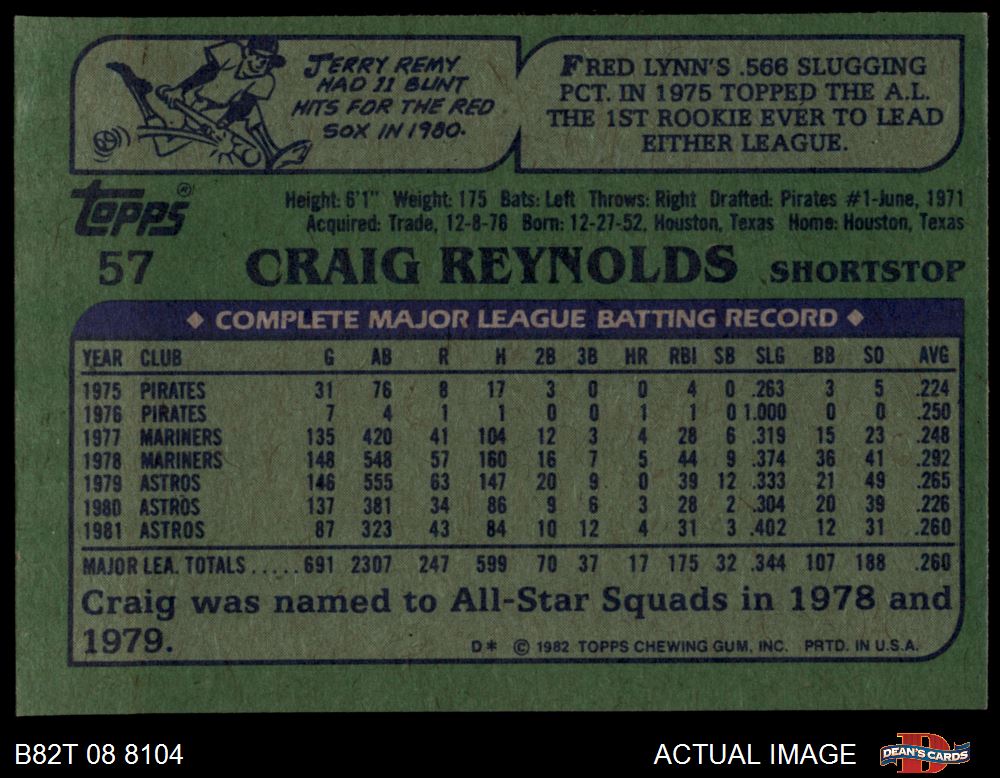 JERRY REMY
HAD 11 BUNT
HITS FOR THE RED
SOX IN 1980.
FRED LYNN'S .566 SLUGGING
PCT. IN 1975 TOPPED THE A.L.
THE 1ST ROOKIE EVER TO LEAD
EITHER LEAGUE.
Topps®
Height: 6'1" Weight: 175 Bats: Left Throws: Right Drafted: Pirates #1-June, 1971
Acquired: Trade, 12-8-78 Born: 12-27-52, Houston, Texas Home: Houston, Texas
57 CRAIG REYNOLDS SHORTSTOP
◆ COMPLETE MAJOR LEAGUE BATTING RECORD ◆
YEAR CLUB G AB R H 2B 3B HR RBI SB SLG BB SO AVG
1975 PIRATES 31 76 8 17 3 0 0 4 0 .263 3 5 .224
1976 PIRATES 7 4 1 1 0 0 1 1 0 1.000 0 0 .250
1977 MARINERS 135 420 41 104 12 3 4 28 6 .319 15 23 .248
1978 MARINERS 148 548 57 160 16 7 5 44 9 .374 36 41 .292
1979 ASTROS 146 555 63 147 20 9 0 39 12 .333 21 49 .265
1980 ASTROS 137 381 34 86 9 6 3 28 2 .304 20 39 .226
1981 ASTROS 87 323 43 84 10 12 4 31 3 .402 12 31 .260
MAJOR LEA. TOTALS .....691 2307 247 599 70 37 17 175 32 .344 107 188 .260
Craig was named to All-Star Squads in 1978 and
1979.
D* © 1982 TOPPS CHEWING GUM, INC. PRTD. IN U.S.A.
B82T 08 8104
ACTUAL IMAGE
DEAN'S CARDS